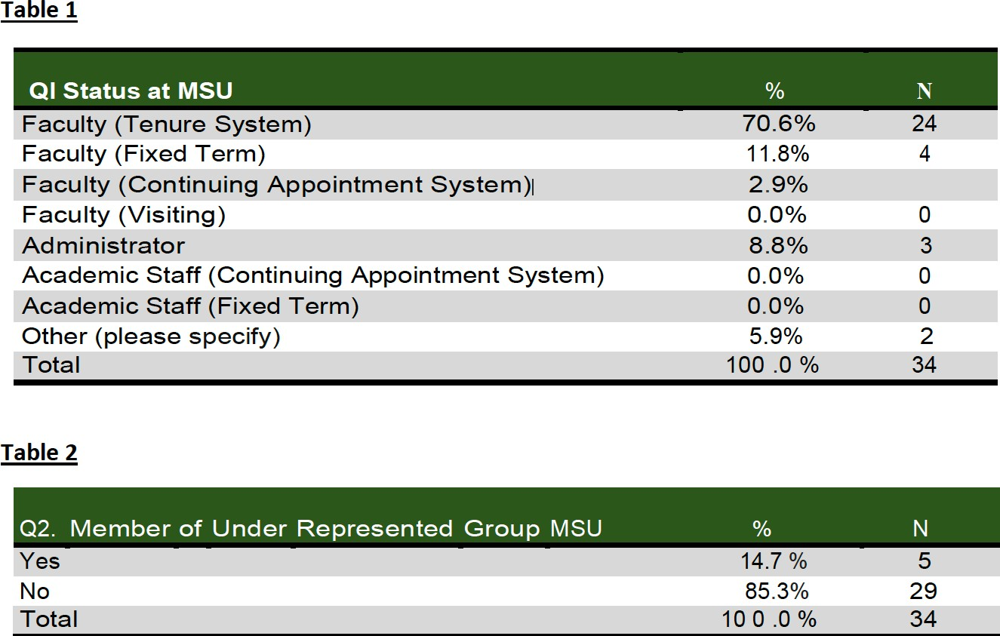 Table 1
QI Status at MSU % N
Faculty (Tenure System) 70.6% 24
Faculty (Fixed Term) 11.8% 4
Faculty (Continuing Appointment System) 2.9%
Faculty (Visiting) 0.0% 0
Administrator 8.8% 3
Academic Staff (Continuing Appointment System) 0.0% 0
Academic Staff (Fixed Term) 0.0% 0
Other (please specify) 5.9% 2
Total 100 .0 % 34
Table 2
Q2. Member of Under Represented Group MSU % N
Yes 14.7 % 5
No 85.3% 29
Total 10 0 .0 % 34